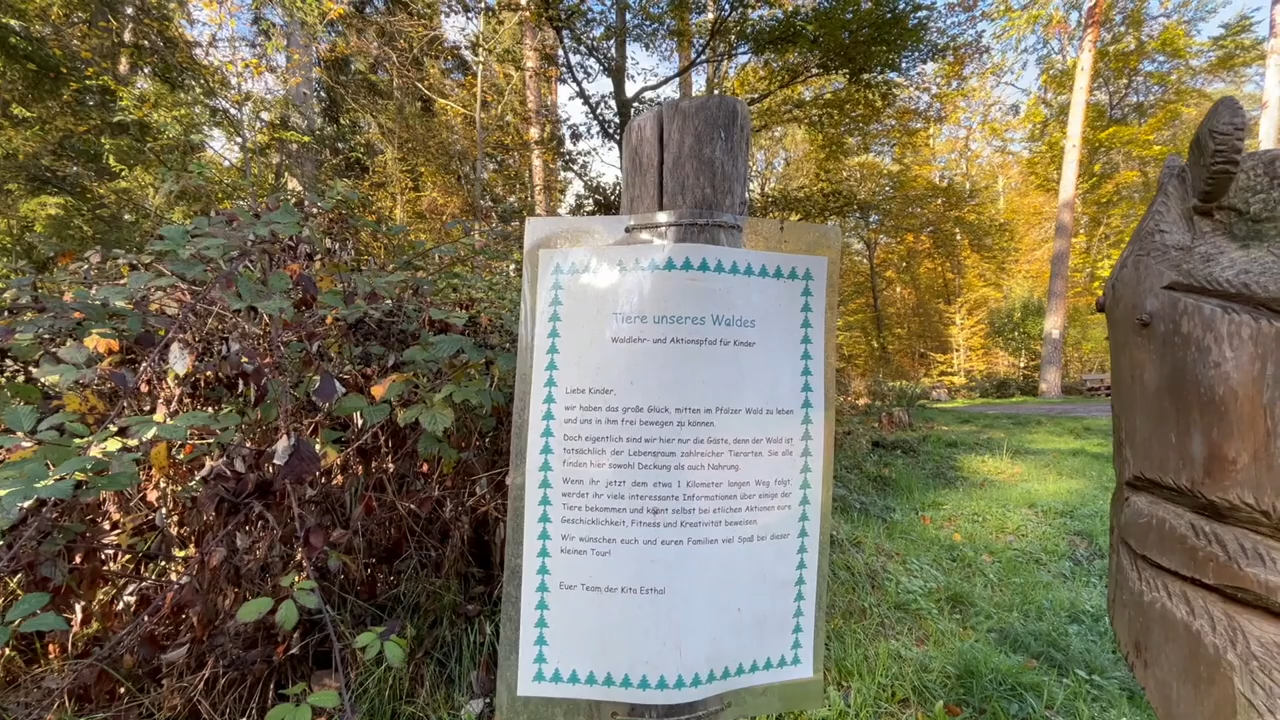 Tiere unseres Waldes
Waldlehr- und Aktionspfad für Kinder
Liebe Kinder,
wir haben das große Glück, mitten im Pfälzer Wald zu leben
und uns in ihm frei bewegen zu können.
Doch eigentlich sind wir hier nur die Gäste, denn der Wald ist
tatsächlich der Lebensraum zahlreicher Tierarten. Sie alle
finden hier sowohl Deckung als auch Nahrung.
Wenn ihr jetzt dem etwa 1 Kilometer langen Weg folgt,
werdet ihr viele interessante Informationen über einige der
Tiere bekommen und könnt selbst bei etlichen Aktionen eure
Geschicklichkeit, Fitness und Kreativität beweisen.
Wir wünschen euch und euren Familien viel Spaß bei dieser
kleinen Tour!
Euer Team der Kita Esthal